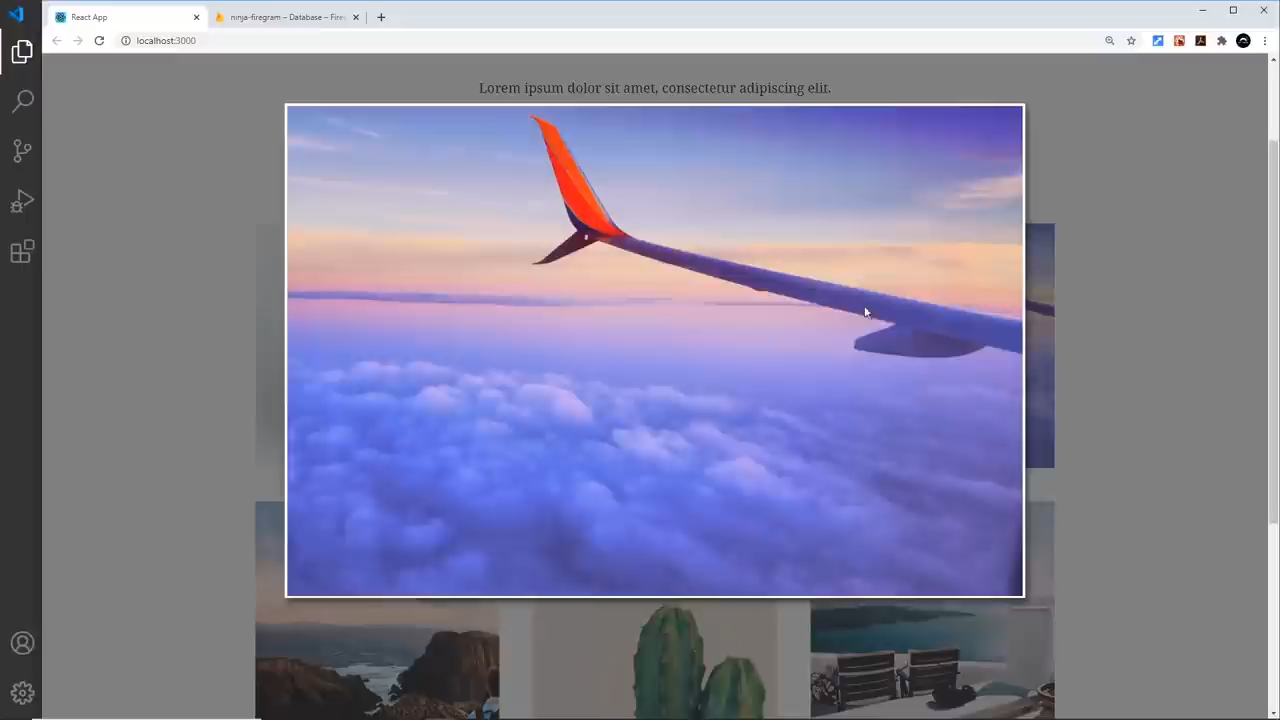 React App
ninja-firegram – Database – Fire
localhost:3000
Lorem ipsum dolor sit amet, consectetur adipiscing elit.